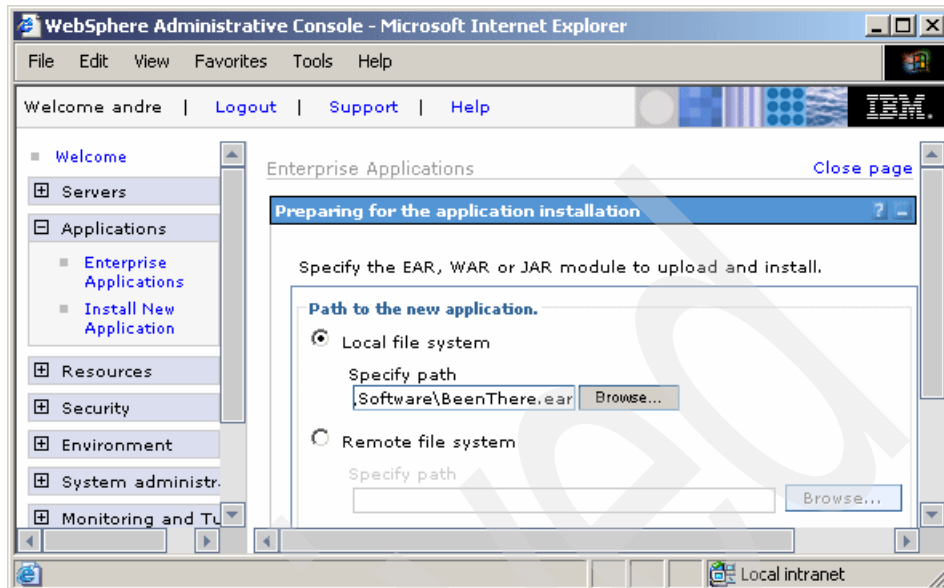 WebSphere Administrative Console - Microsoft Internet Explorer
File Edit View Favorites Tools Help
Welcome andre | Logout | Support | Help
IBM.
Welcome
Servers
Applications
Enterprise Applications
Install New Application
Resources
Security
Environment
System administr
Monitoring and Tu
Enterprise Applications
Close page
Preparing for the application installation
?
Specify the EAR, WAR or JAR module to upload and install.
Path to the new application.
Local file system
Specify path
Software\BeenThere.ear
Browse...
Remote file system
Specify path
Browse...
Local intranet